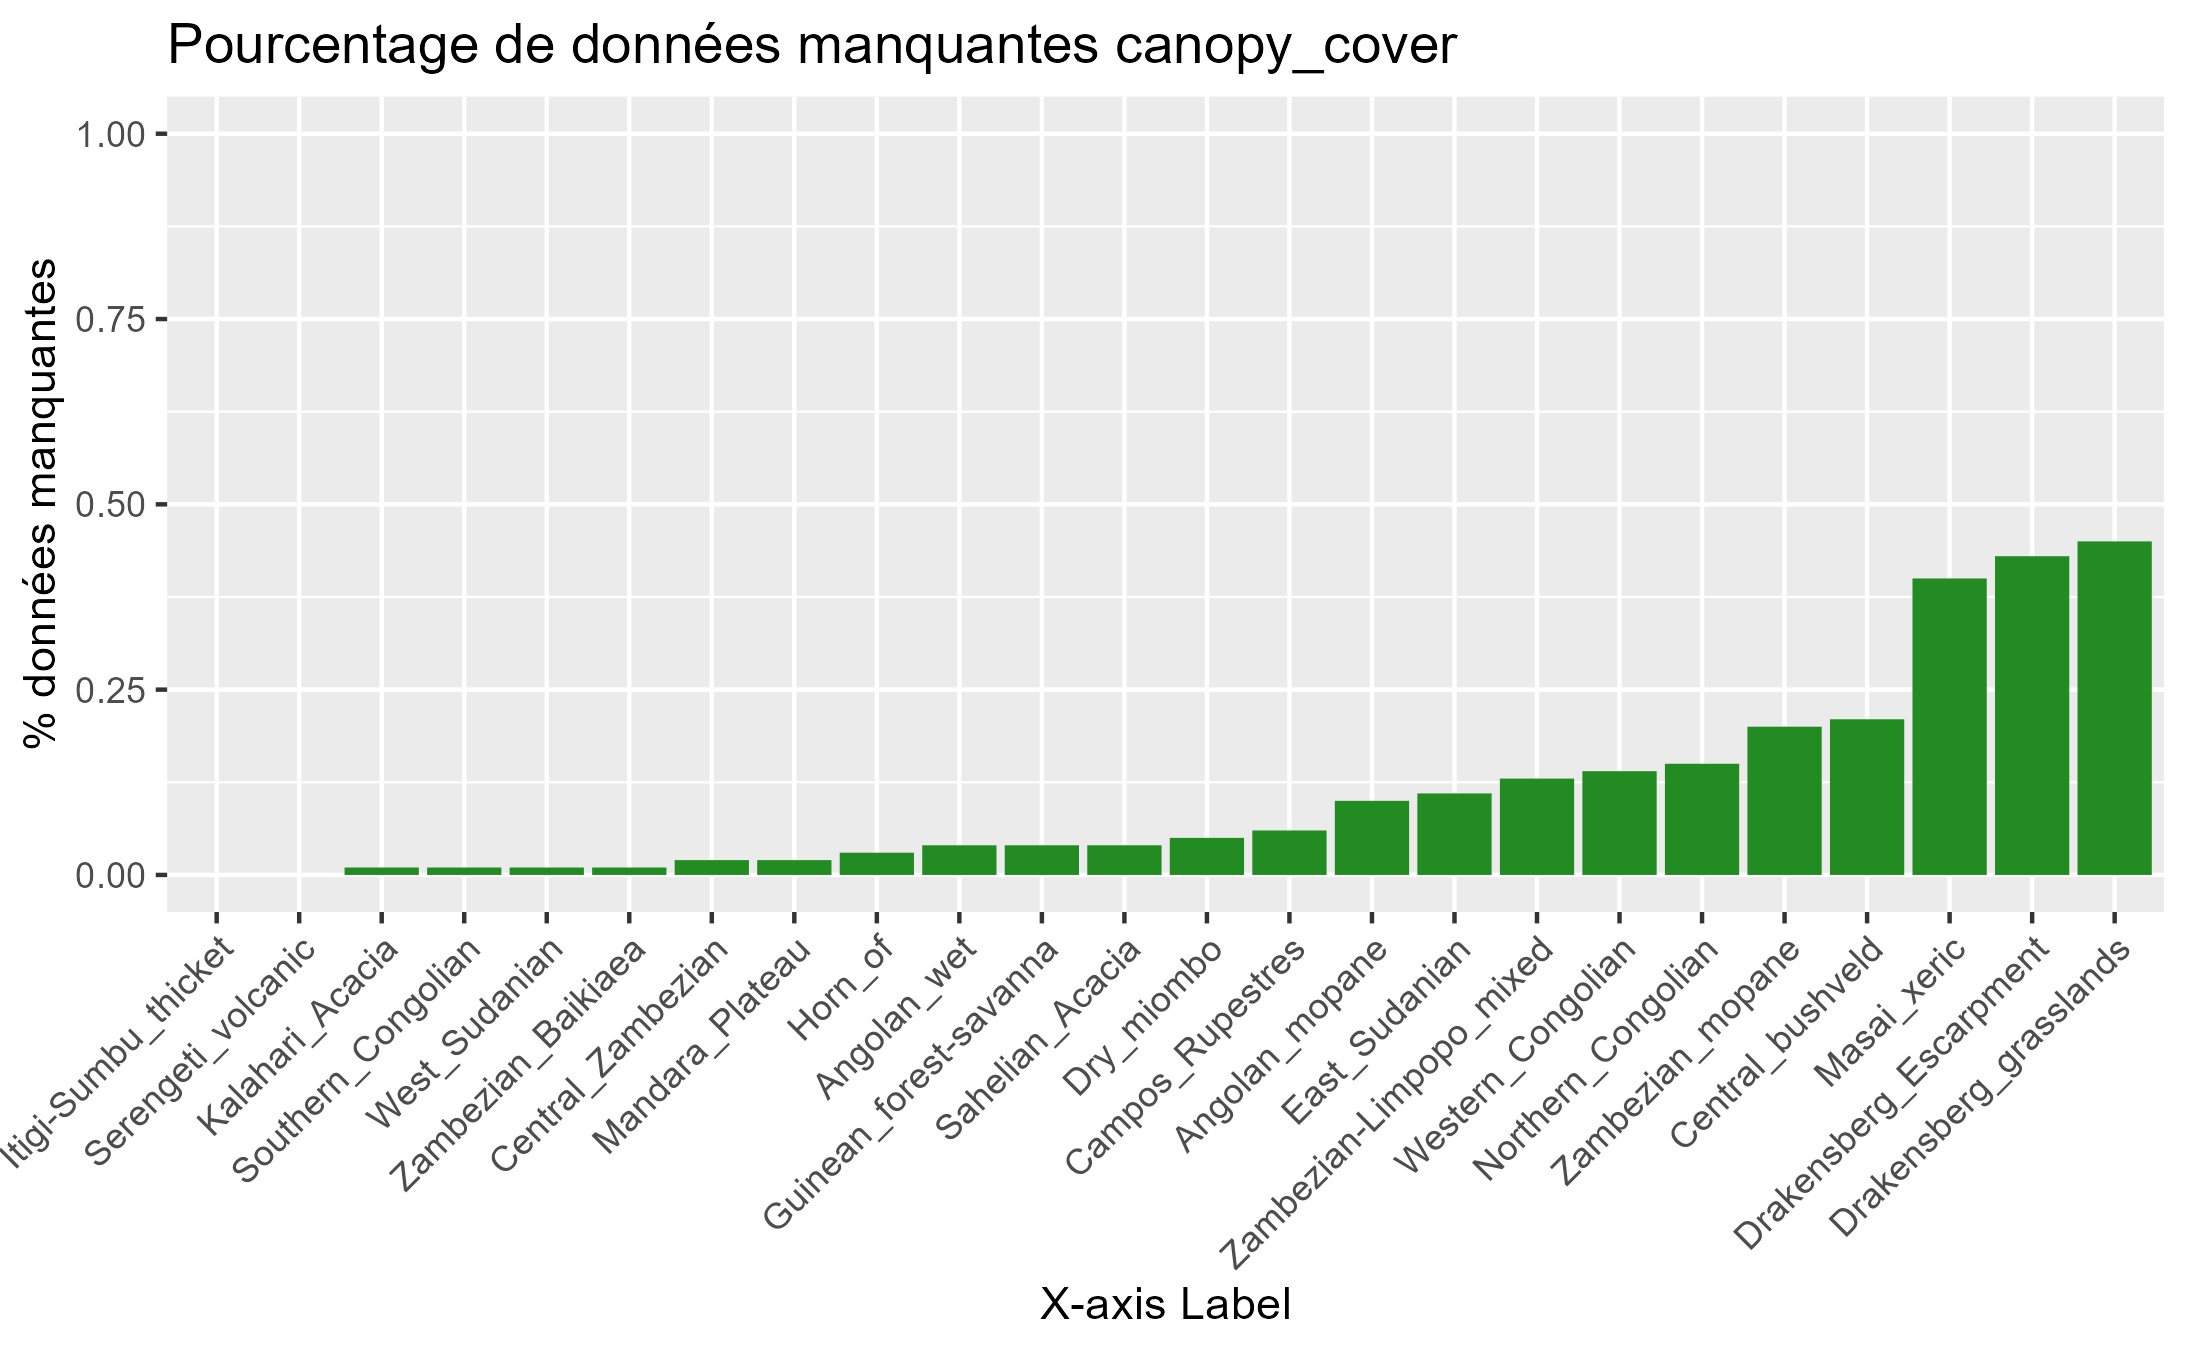 Pourcentage de données manquantes canopy_cover
% données manquantes
1.00
0.75
0.50
0.25
0.00
Itigi-Sumbu_thicket
Serengeti_volcanic
Kalahari_Acacia
Southern_Congolian
West_Sudanian
Zambezian_Baikiaea
Central_Zambezian
Mandara_Plateau
Horn_of
Angolan_wet
Guinean_forest-savanna
Sahelian_Acacia
Dry_miombo
Campos_Rupestres
Angolan_mopane
East_Sudanian
Zambezian-Limpopo_mixed
Western_Congolian
Northern_Congolian
Zambezian_mopane
Central_bushveld
Masai_xeric
Drakensberg_Escarpment
Drakensberg_grasslands
X-axis Label